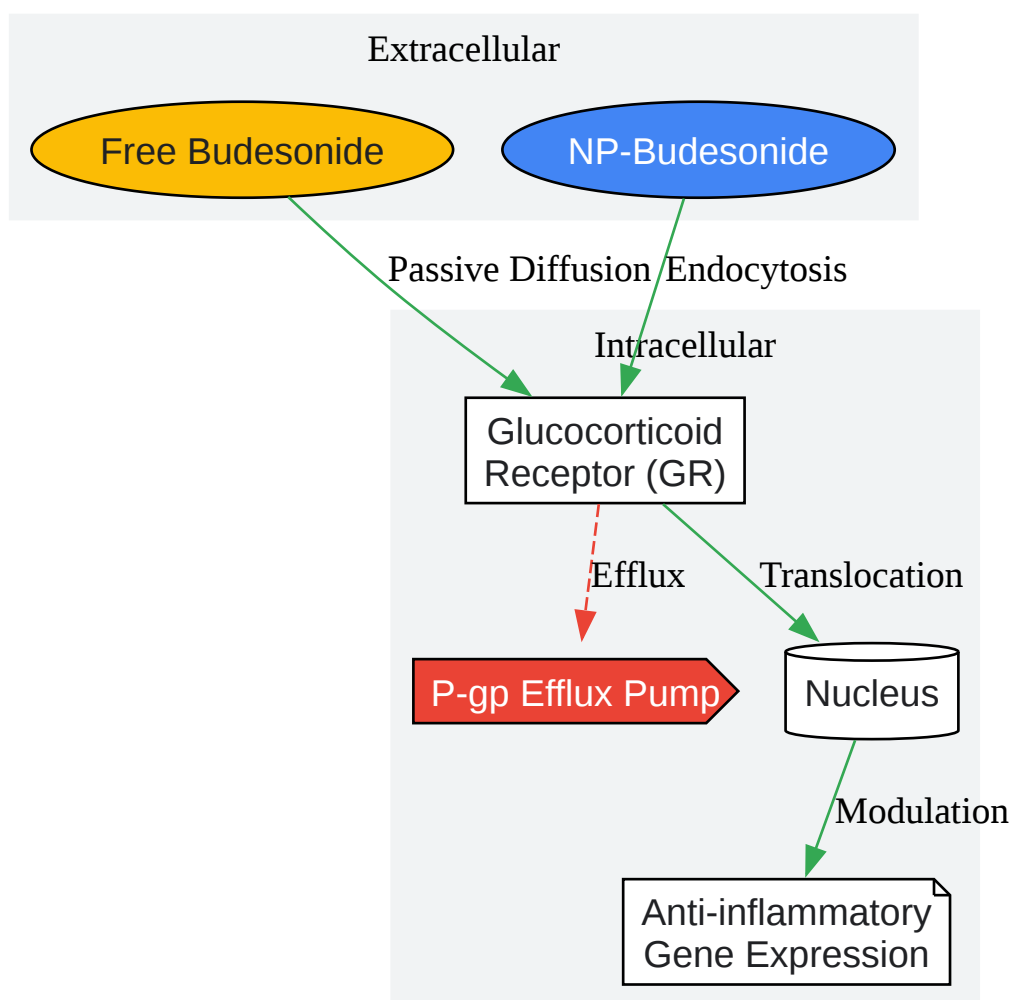 Extracellular
Free Budesonide
NP-Budesonide
Passive Diffusion
Endocytosis
Intracellular
Glucocorticoid
Receptor (GR)
Efflux
Translocation
P-gp Efflux Pump
Nucleus
Modulation
Anti-inflammatory
Gene Expression